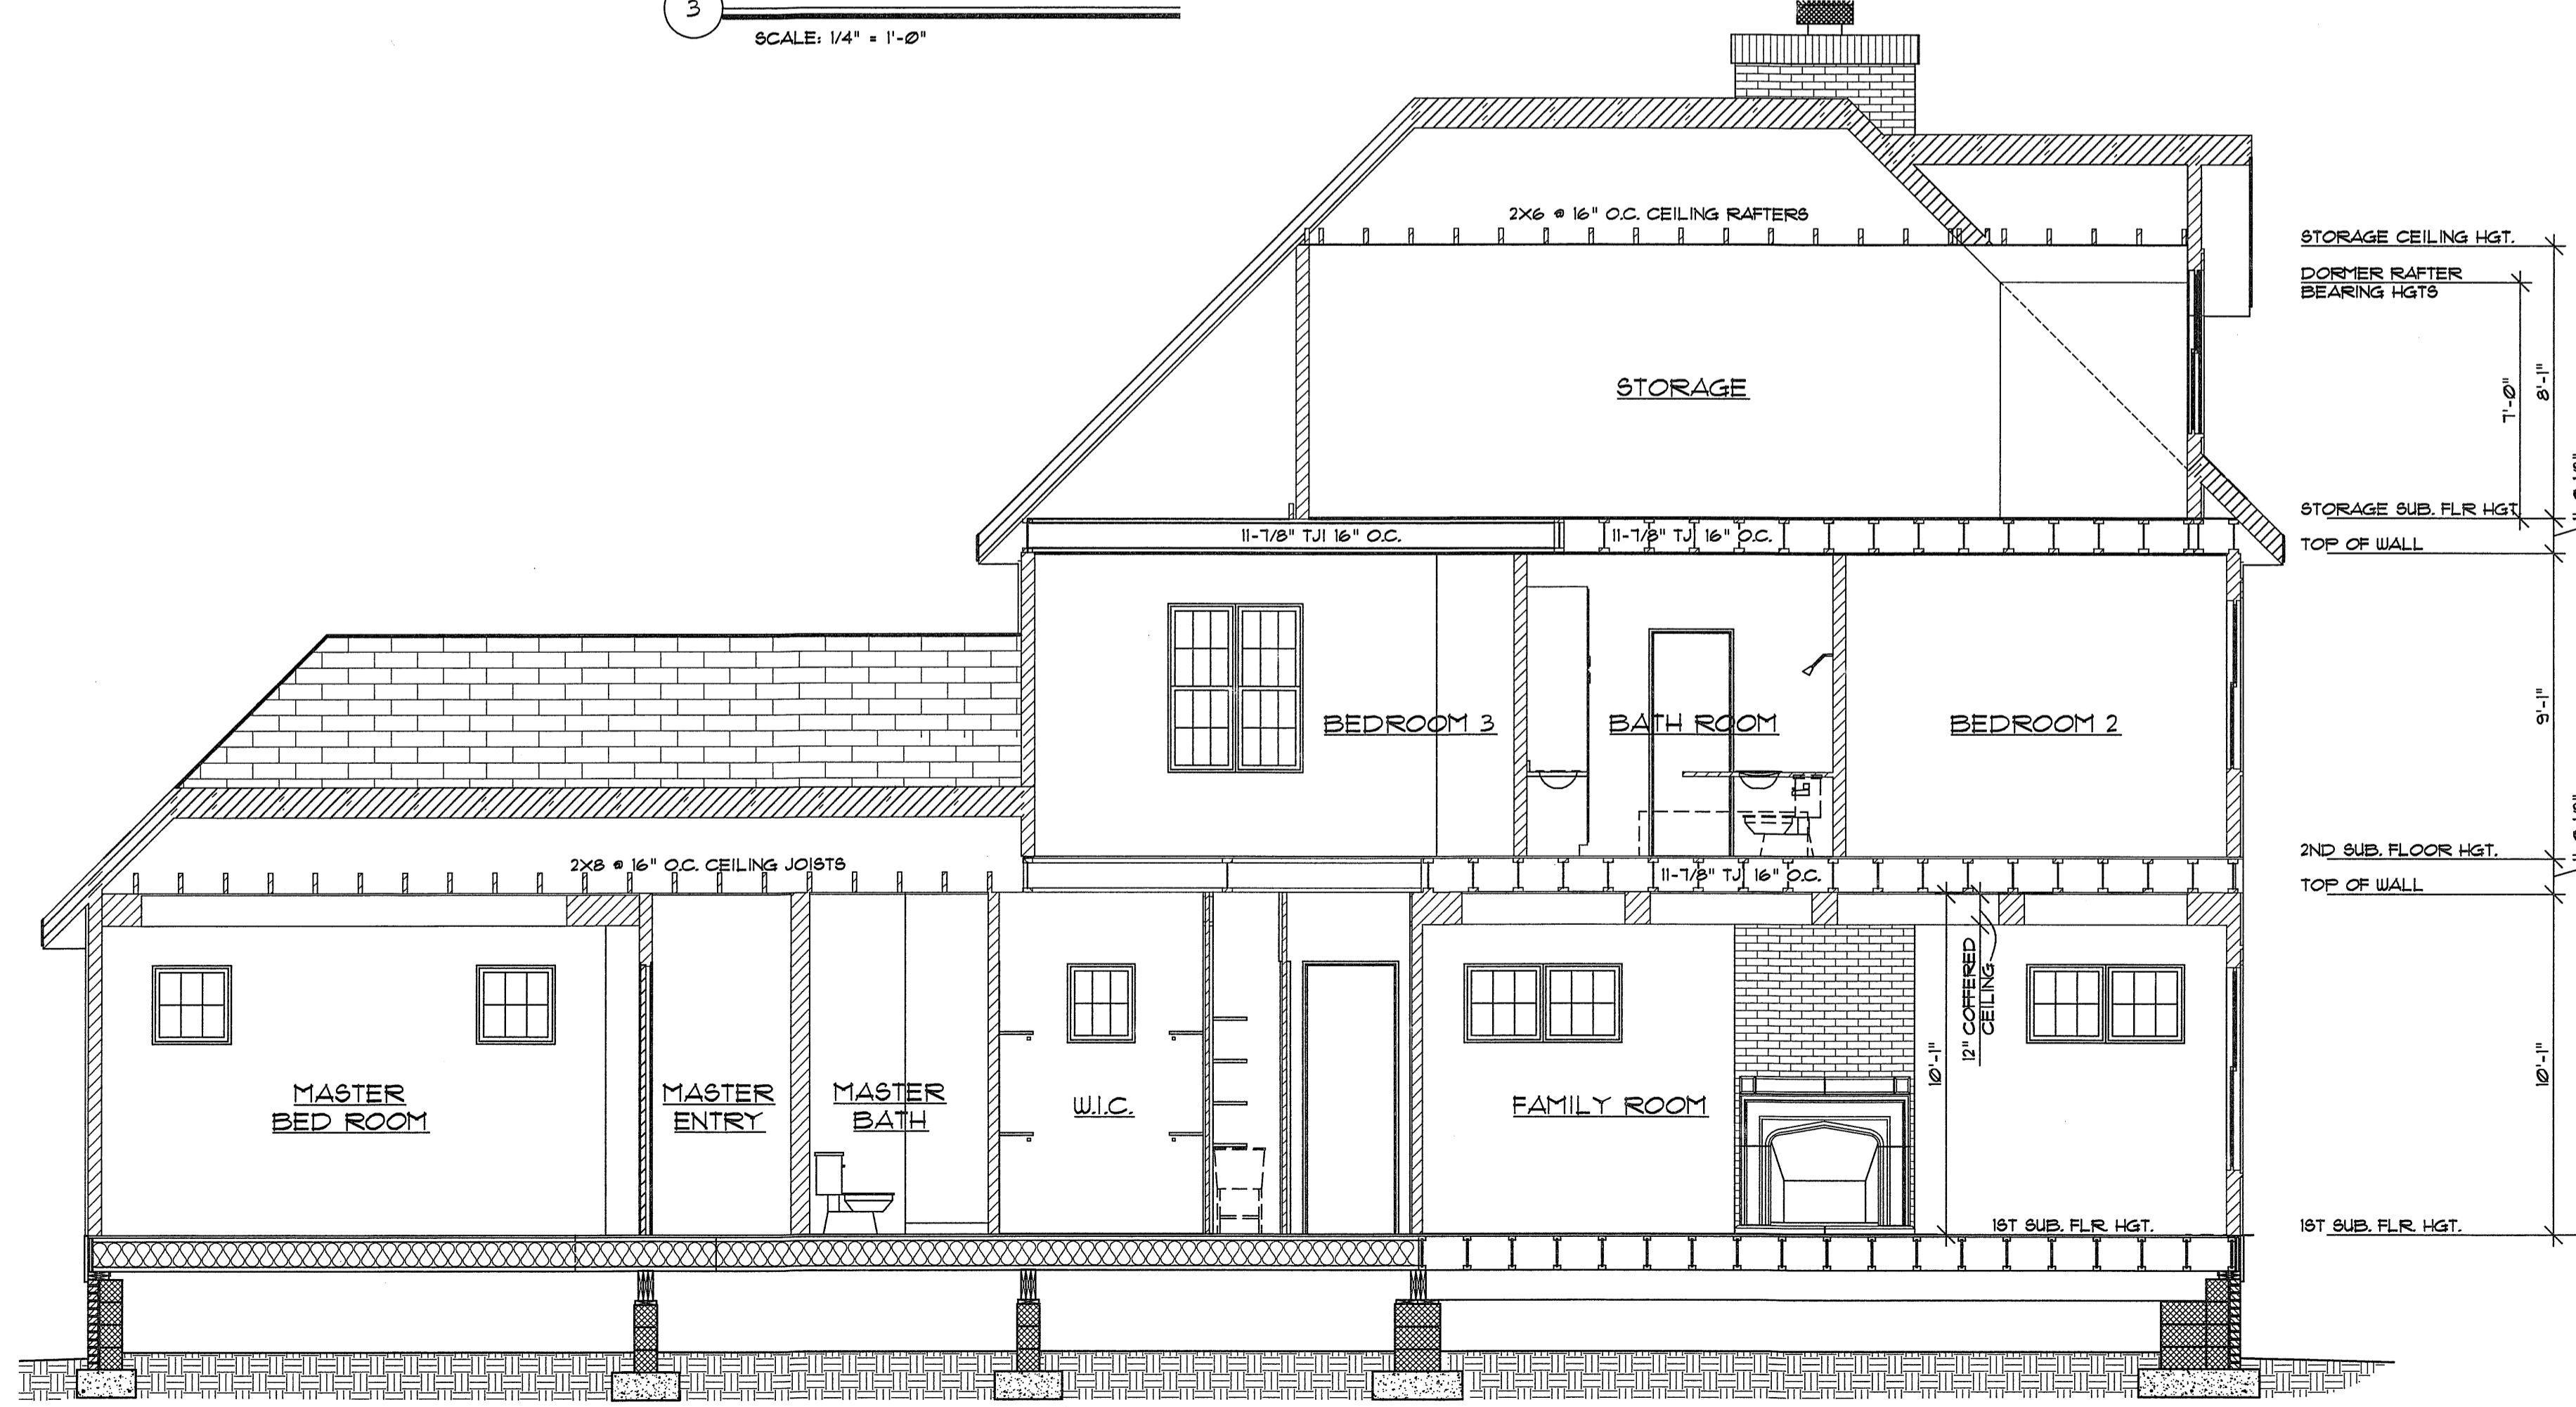 3
SCALE: 1/4" = 1'-0"
2X6 @ 16" O.C. CEILING RAFTERS
STORAGE CEILING HGT.
DORMER RAFTER
BEARING HGTS
STORAGE
7'-0"
8'-1"
STORAGE SUB. FLR HGT
11-7/8" TJI 16" O.C.
11-7/8" TJI 16" O.C.
TOP OF WALL
BEDROOM 3
BATH ROOM
BEDROOM 2
9'-1"
2X8 @ 16" O.C. CEILING JOISTS
2ND SUB. FLOOR HGT.
11-7/8" TJI 16" O.C.
TOP OF WALL
12" COFFERED
CEILING
10'-1"
10'-1"
MASTER
BED ROOM
MASTER
ENTRY
MASTER
BATH
W.I.C.
FAMILY ROOM
1ST SUB. FLR. HGT.
1ST SUB. FLR. HGT.